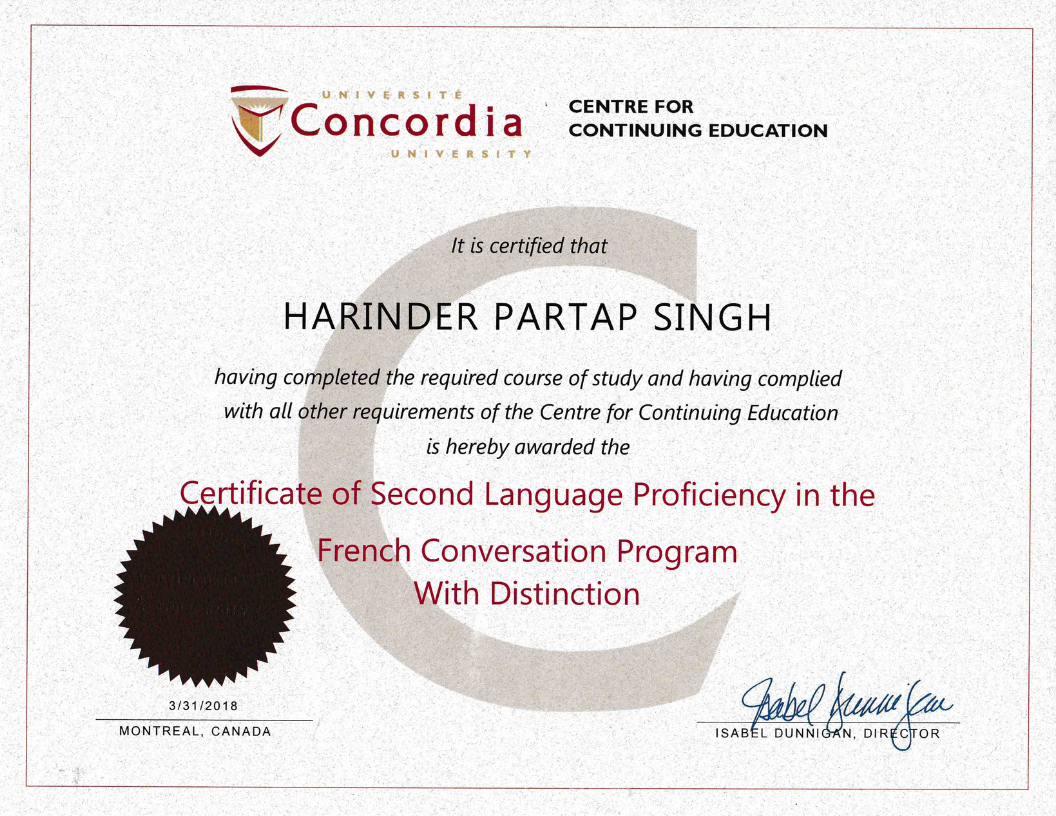 UNIVERSITÉ
Concordia
UNIVERSITY
CENTRE FOR
CONTINUING EDUCATION
It is certified that
HARINDER PARTAP SINGH
having completed the required course of study and having complied
with all other requirements of the Centre for Continuing Education
is hereby awarded the
Certificate of Second Language Proficiency in the
French Conversation Program
With Distinction
3/31/2018
MONTREAL, CANADA
Isabel Dunnigan
ISABEL DUNNIGAN, DIRECTOR